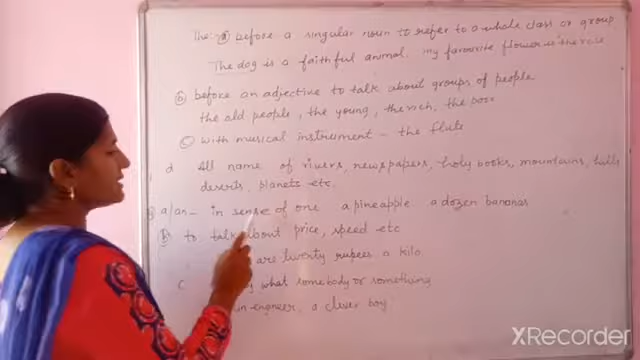 The: (a) before a singular noun to refer to a whole class or group
The dog is a faithful animal. My favourite flower is the rose
(b) before an adjective to talk about groups of people
the old people, the young, the rich, the poor
(c) with musical instrument - the flute
d All name of rivers, newspapers, holy books, mountains, hills
deserts, planets etc
a/an - in sense of one a pineapple a dozen bananas
(b) to talk about price, speed etc
are twenty rupees a kilo
c what somebody or something
engineer, a clever boy
XRecorder